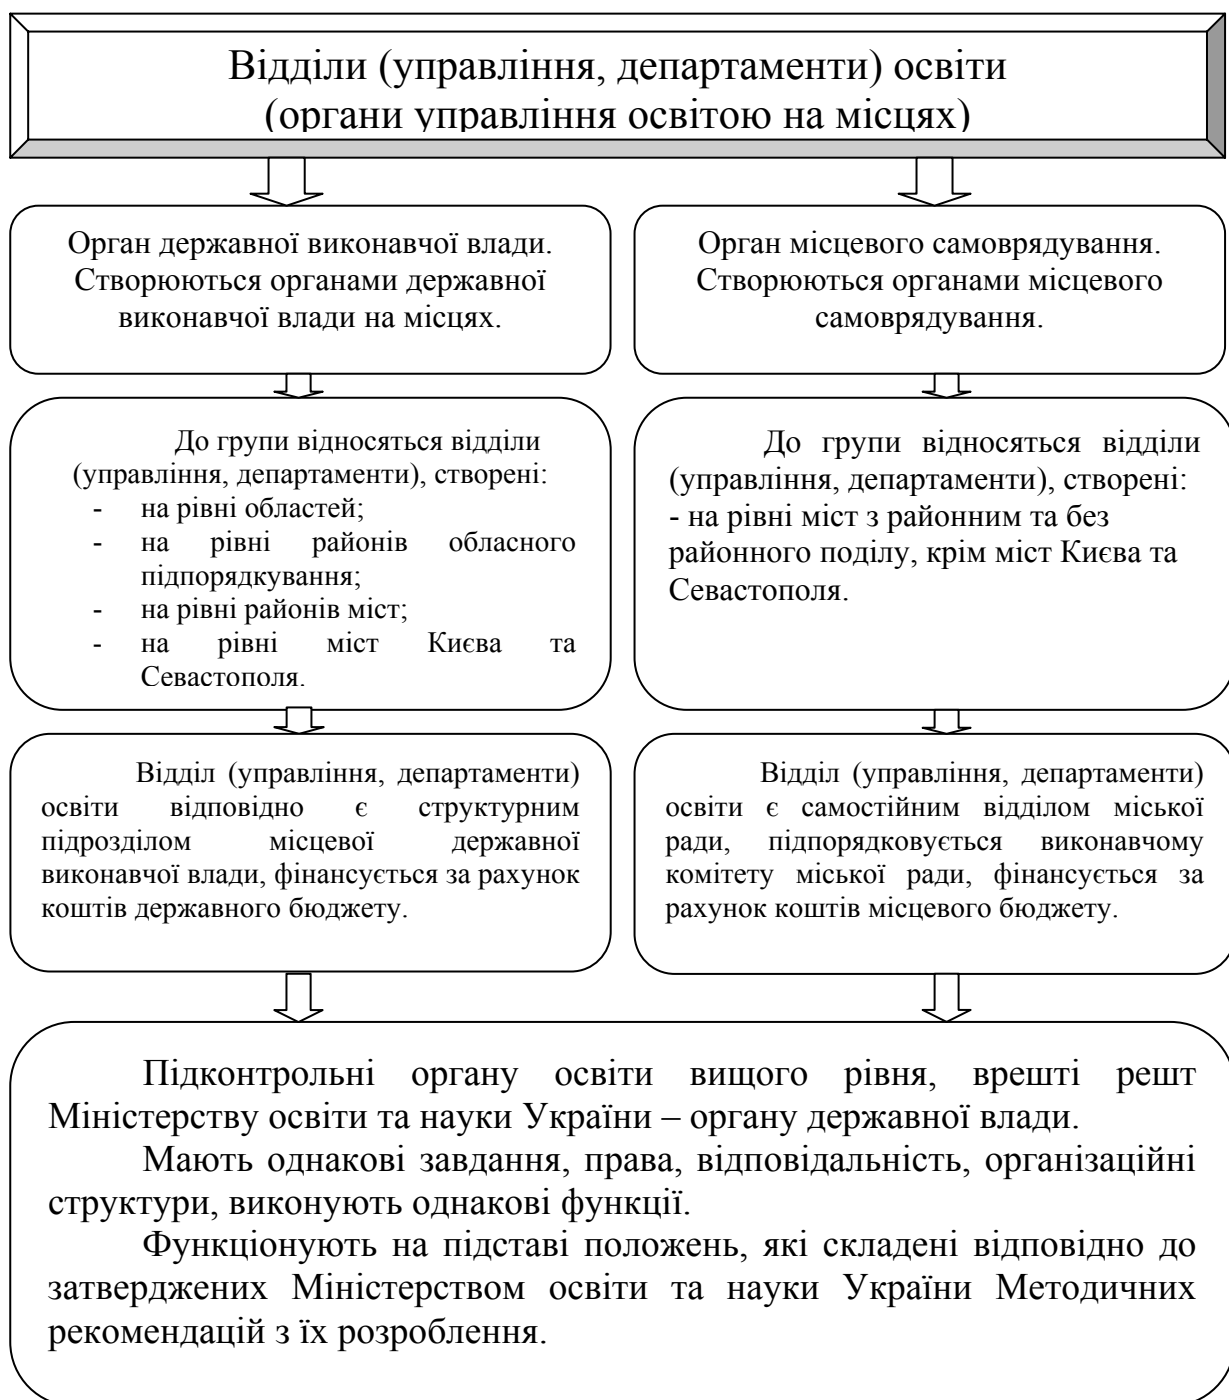 Відділи (управління, департаменти) освіти
(органи управління освітою на місцях)
Орган державної виконавчої влади.
Створюються органами державної
виконавчої влади на місцях.
Орган місцевого самоврядування.
Створюються органами місцевого
самоврядування.
До групи відносяться відділи
(управління, департаменти), створені:
- на рівні областей;
- на рівні районів обласного
підпорядкування;
- на рівні районів міст;
- на рівні міст Києва та
Севастополя.
До групи відносяться відділи
(управління, департаменти), створені:
- на рівні міст з районним та без
районного поділу, крім міст Києва та
Севастополя.
Відділ (управління, департаменти)
освіти відповідно є структурним
підрозділом місцевої державної
виконавчої влади, фінансується за рахунок
коштів державного бюджету.
Відділ (управління, департаменти)
освіти є самостійним відділом міської
ради, підпорядковується виконавчому
комітету міської ради, фінансується за
рахунок коштів місцевого бюджету.
Підконтрольні органу освіти вищого рівня, врешті решт
Міністерству освіти та науки України – органу державної влади.
Мають однакові завдання, права, відповідальність, організаційні
структури, виконують однакові функції.
Функціонують на підставі положень, які складені відповідно до
затверджених Міністерством освіти та науки України Методичних
рекомендацій з їх розроблення.